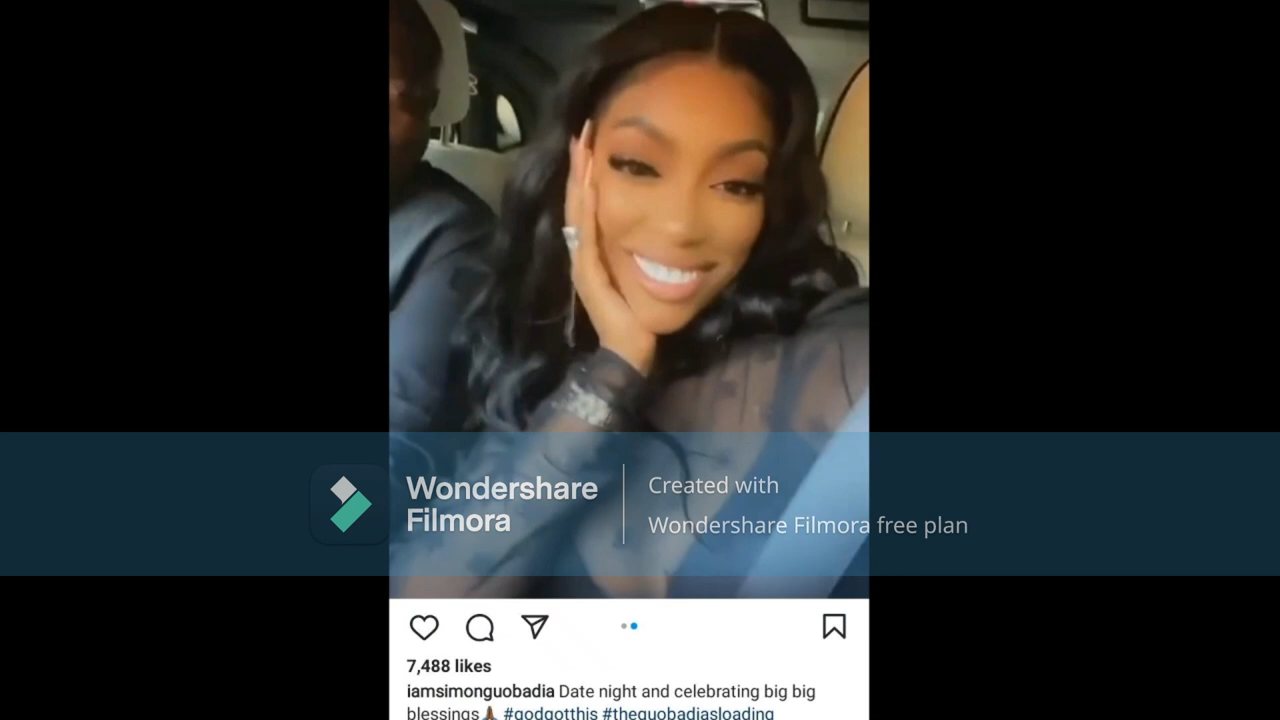 Wondershare
Filmora
Created with
Wondershare Filmora free plan
7,488 likes
iamsimonguobadia Date night and celebrating big big
blessings🙏🏾 #godgotthis #theguobadiasloading